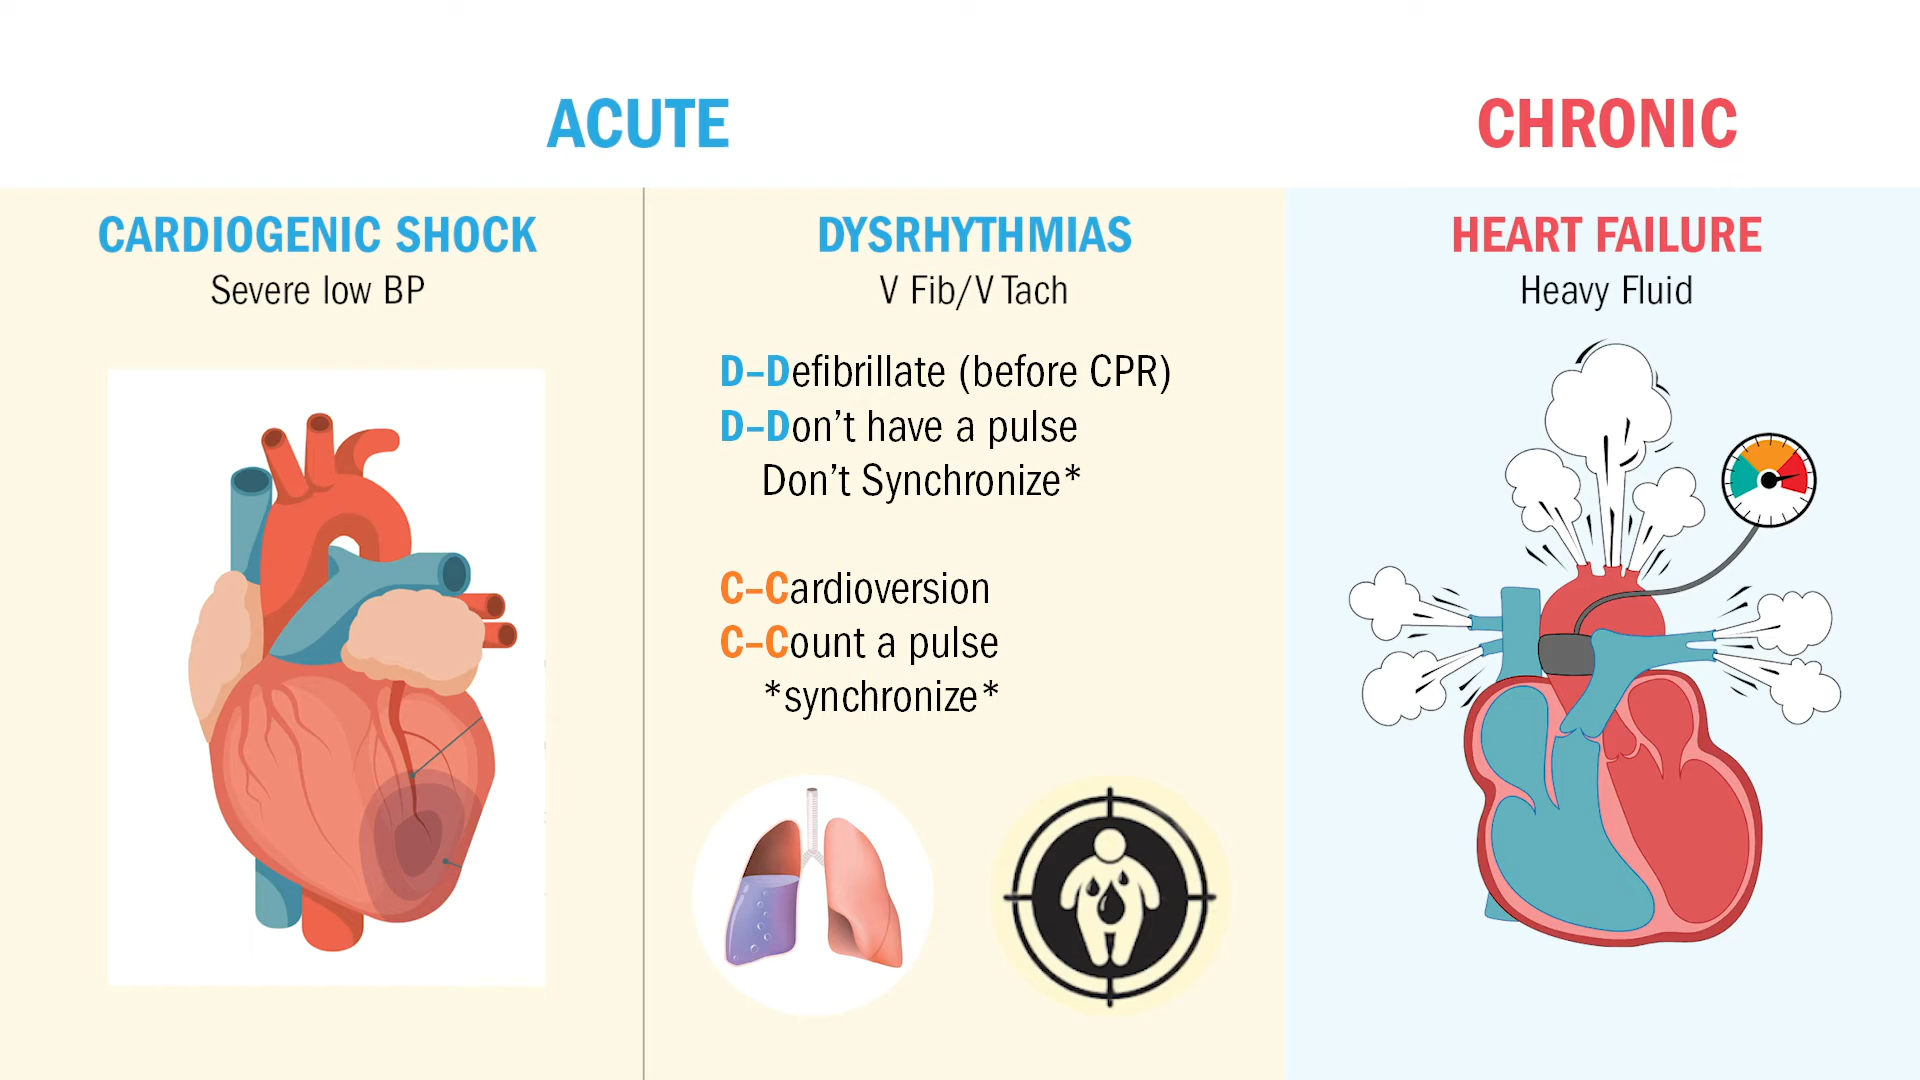 ACUTE
CHRONIC
CARDIOGENIC SHOCK
Severe low BP
DYSRHYTHMIAS
V Fib/V Tach
D–Defibrillate (before CPR)
D–Don’t have a pulse
Don’t Synchronize*
C–Cardioversion
C–Count a pulse
*synchronize*
HEART FAILURE
Heavy Fluid